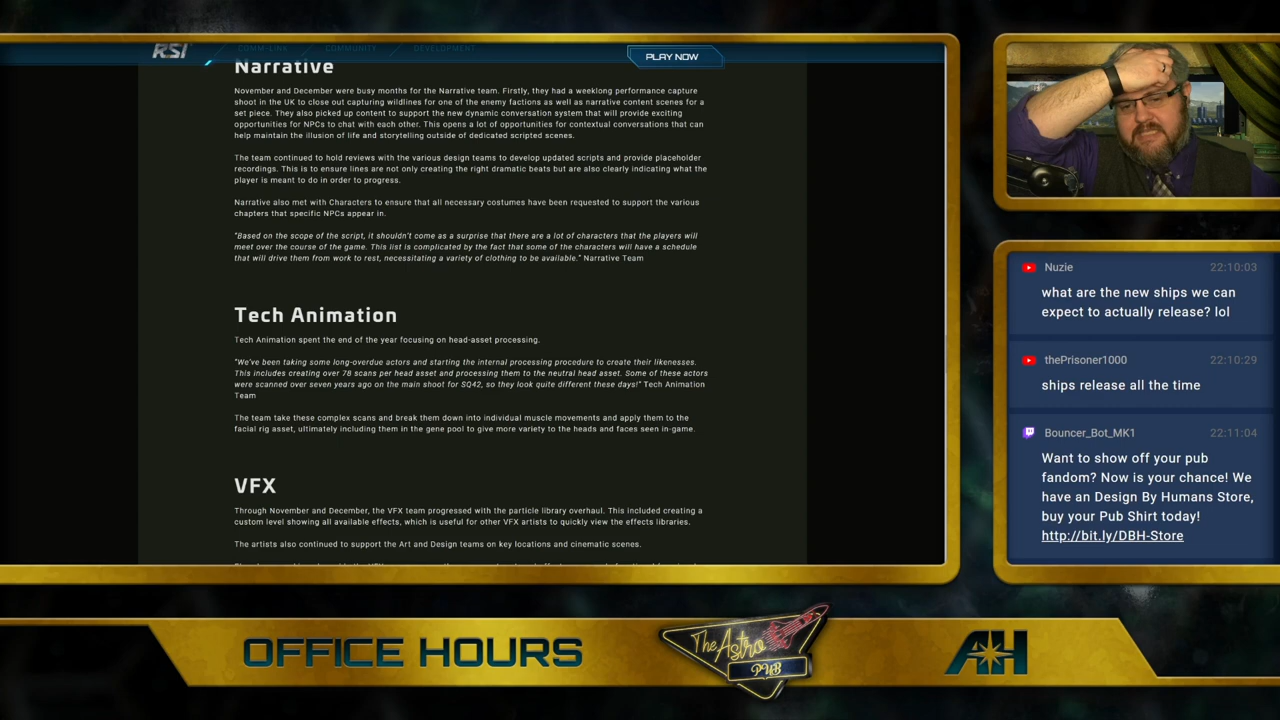 RSI
COMM-LINK
COMMUNITY
DEVELOPMENT
PLAY NOW
Narrative
November and December were busy months for the Narrative team. Firstly, they had a weeklong performance capture
shoot in the UK to close out capturing wildlines for one of the enemy factions as well as narrative content scenes for a
set piece. They also picked up content to support the new dynamic conversation system that will provide exciting
opportunities for NPCs to chat with each other. This opens a lot of opportunities for contextual conversations that can
help maintain the illusion of life and storytelling outside of dedicated scripted scenes.
The team continued to hold reviews with the various design teams to develop updated scripts and provide placeholder
recordings. This is to ensure lines are not only creating the right dramatic beats but are also clearly indicating what the
player is meant to do in order to progress.
Narrative also met with Characters to ensure that all necessary costumes have been requested to support the various
chapters that specific NPCs appear in.
"Based on the scope of the script, it shouldn't come as a surprise that there are a lot of characters that the players will
meet over the course of the game. This list is complicated by the fact that some of the characters will have a schedule
that will drive them from work to rest, necessitating a variety of clothing to be available." Narrative Team
Tech Animation
Tech Animation spent the end of the year focusing on head-asset processing.
"We've been taking some long-overdue actors and starting the internal processing procedure to create their likenesses.
This includes creating over 78 scans per head asset and processing them to the neutral head asset. Some of these actors
were scanned over seven years ago on the main shoot for SQ42, so they look quite different these days!" Tech Animation
Team
The team take these complex scans and break them down into individual muscle movements and apply them to the
facial rig asset, ultimately including them in the gene pool to give more variety to the heads and faces seen in-game.
VFX
Through November and December, the VFX team progressed with the particle library overhaul. This included creating a
custom level showing all available effects, which is useful for other VFX artists to quickly view the effects libraries.
The artists also continued to support the Art and Design teams on key locations and cinematic scenes.
Nuzie 22:10:03
what are the new ships we can
expect to actually release? lol
thePrisoner1000 22:10:29
ships release all the time
Bouncer_Bot_MK1 22:11:04
Want to show off your pub
fandom? Now is your chance! We
have an Design By Humans Store,
buy your Pub Shirt today!
http://bit.ly/DBH-Store
OFFICE HOURS
The Astro
PUB
AH